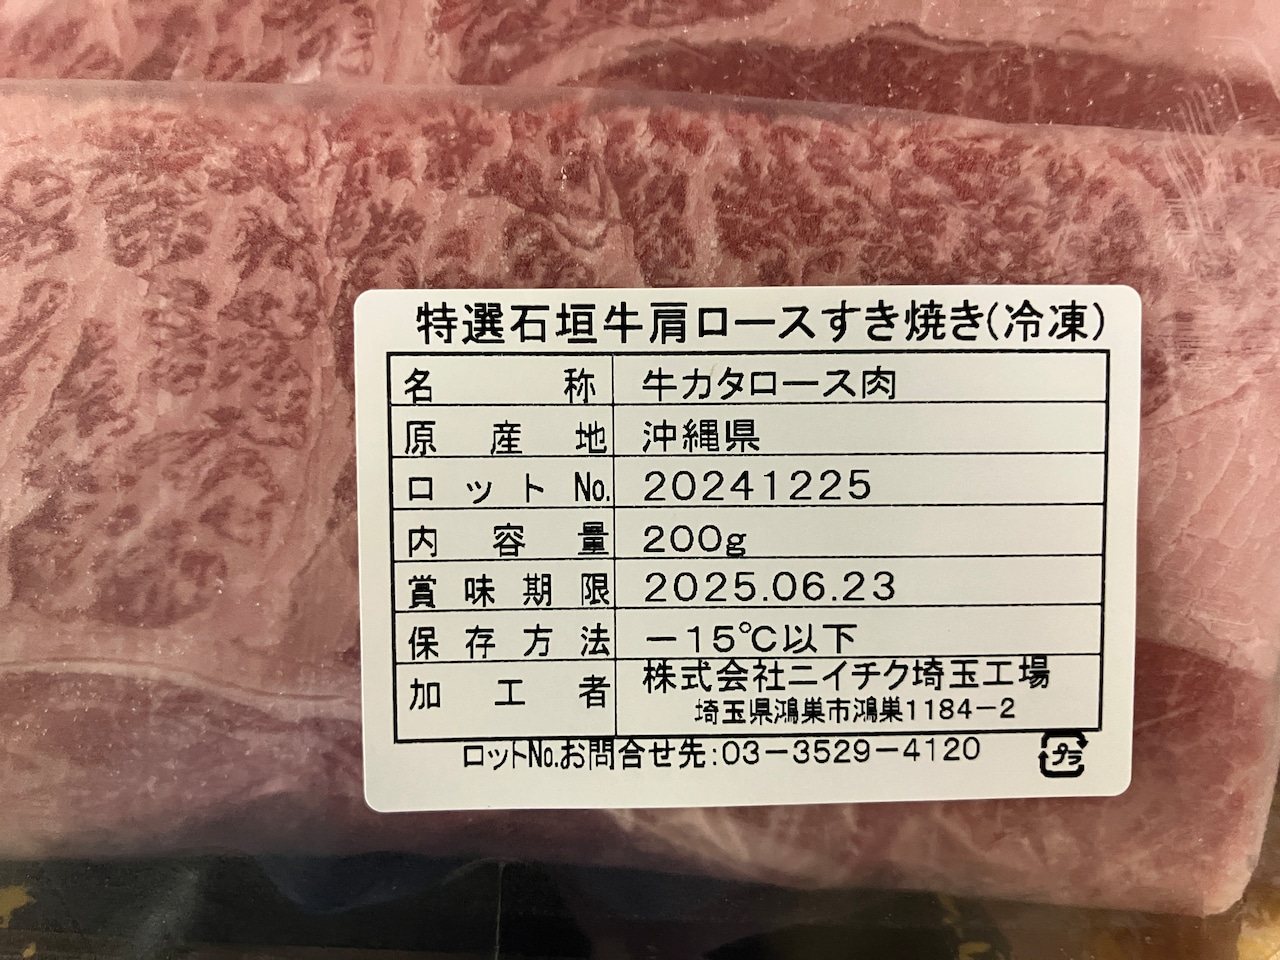 特選石垣牛肩ロースすき焼き(冷凍)
名称 牛カタロース肉
原産地 沖縄県
ロットNo. 20241225
内容量 200g
賞味期限 2025.06.23
保存方法 －15℃以下
加工者 株式会社ニイチク埼玉工場
埼玉県鴻巣市鴻巣1184－2
ロットNo.お問合せ先:03－3529－4120
プラ